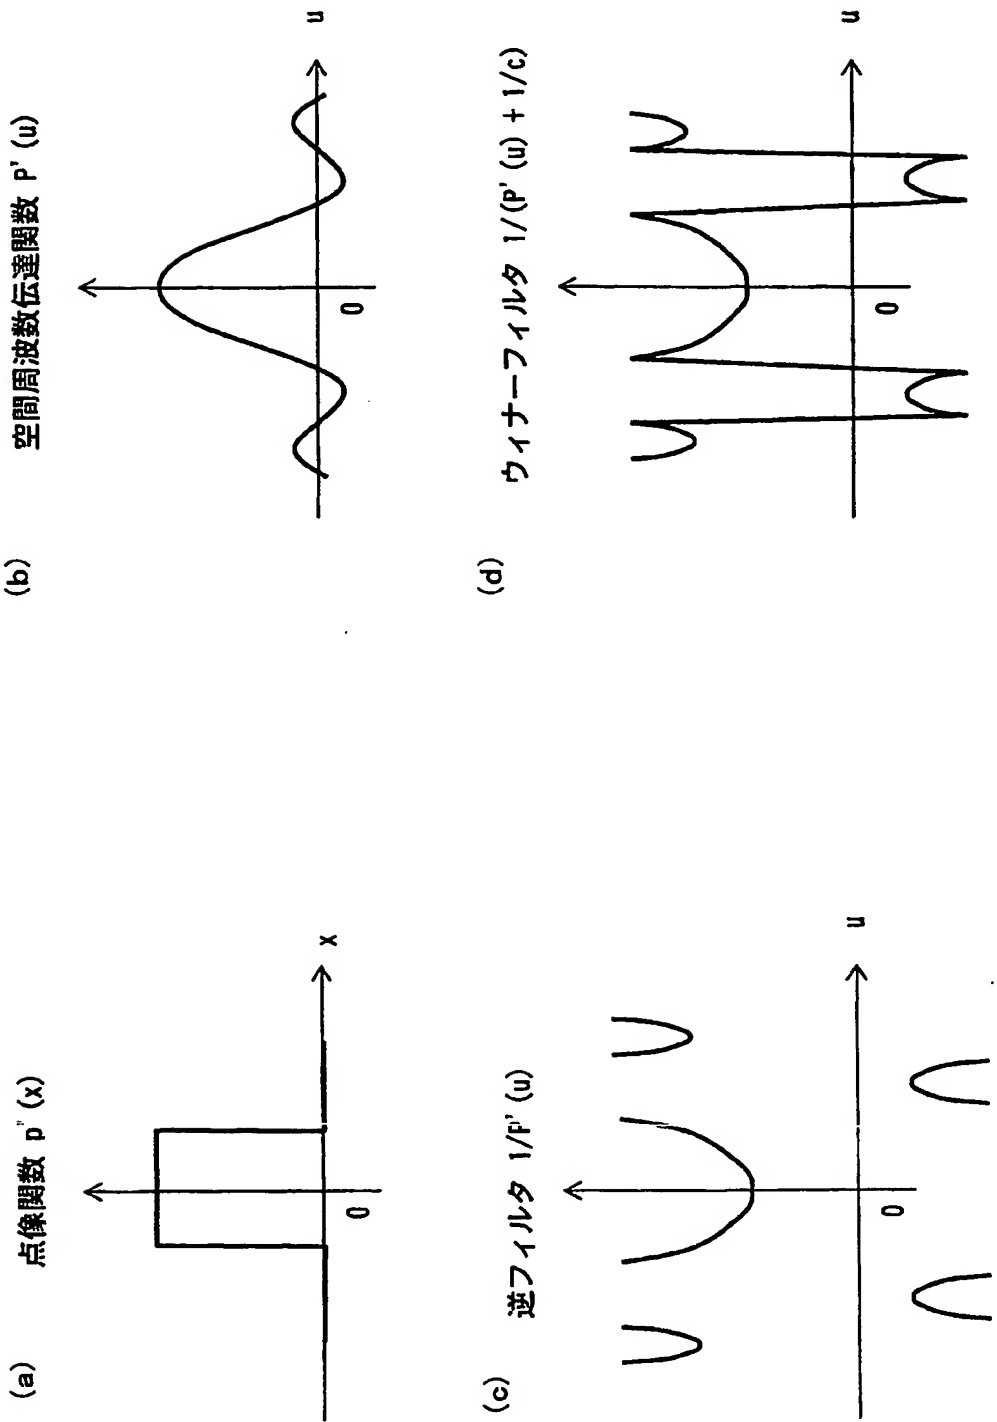 (a)
点像関数 p'(x)
x
0
(b)
空間周波数伝達関数 P'(u)
u
0
(c)
逆フィルタ 1/P'(u)
u
0
(d)
ウィナーフィルタ 1/(P'(u) + 1/c)
u
0